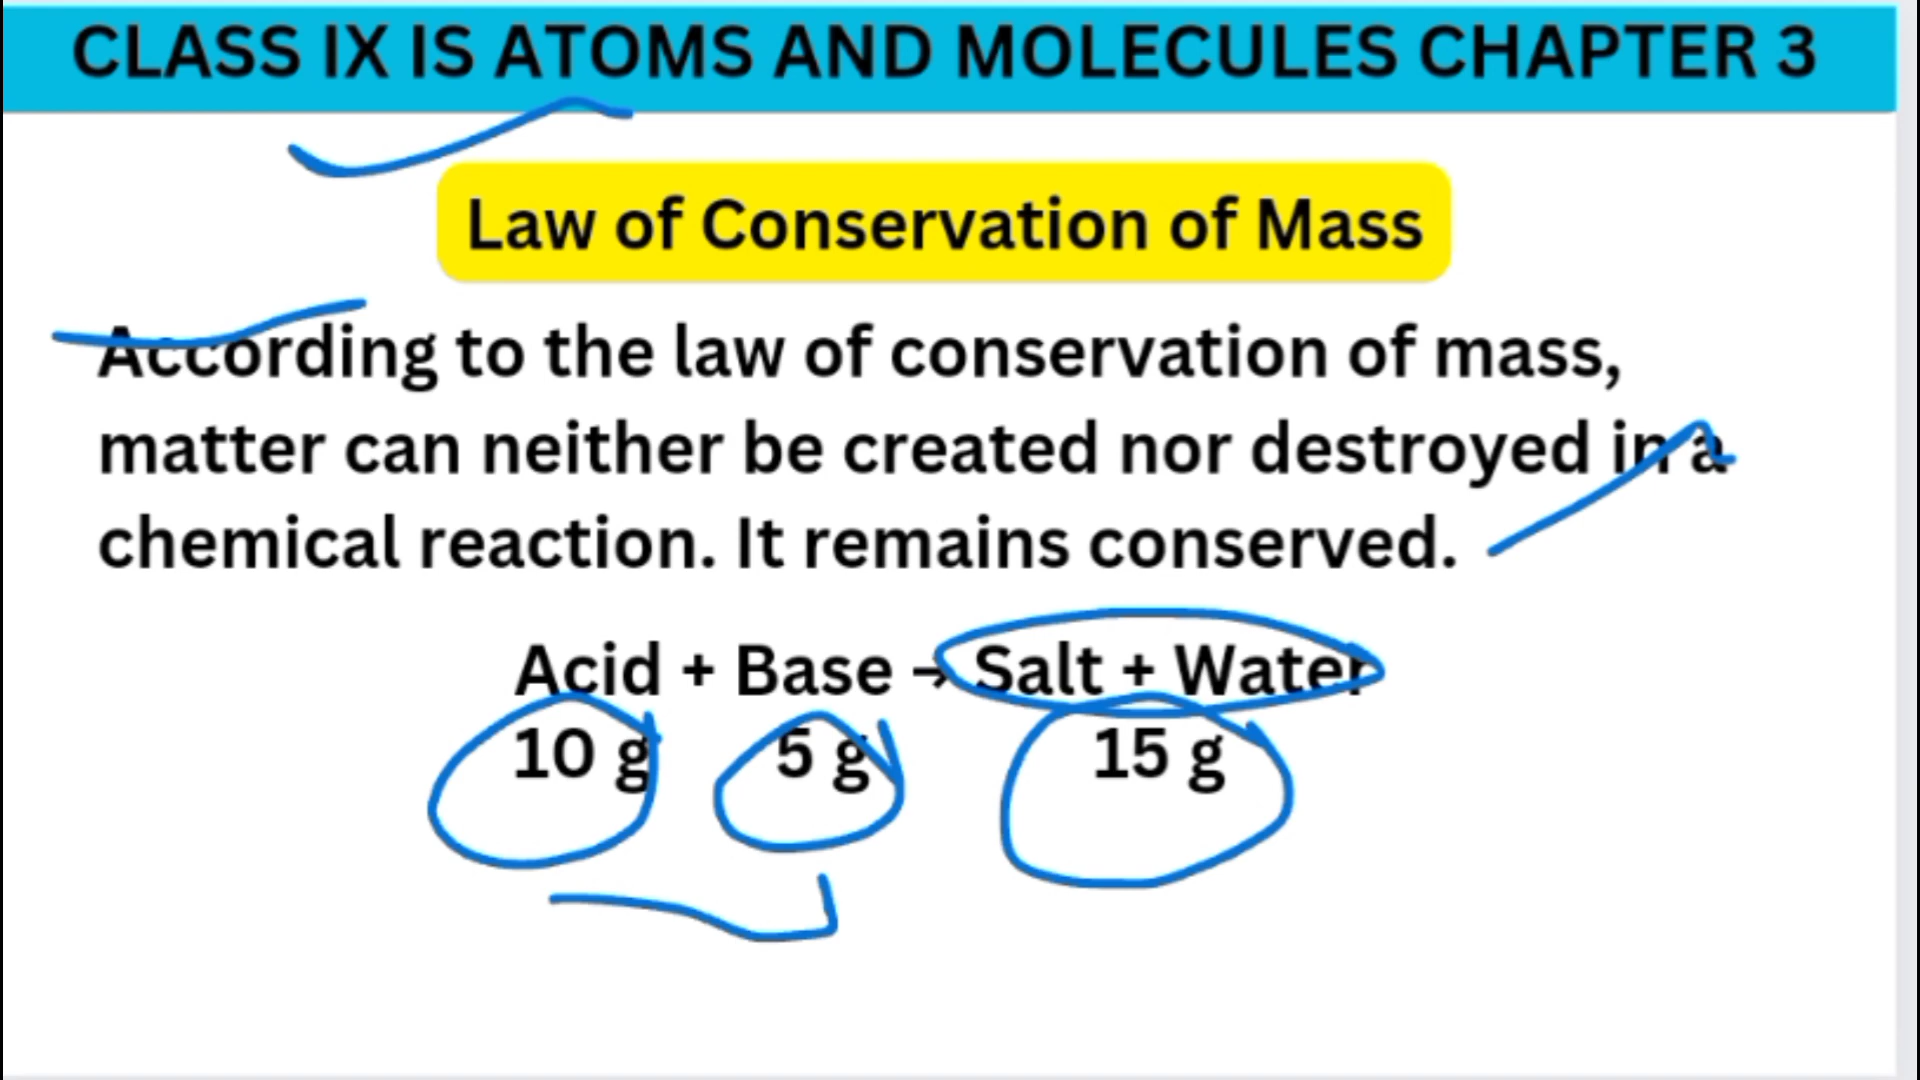 CLASS IX IS ATOMS AND MOLECULES CHAPTER 3
Law of Conservation of Mass
According to the law of conservation of mass,
matter can neither be created nor destroyed in a
chemical reaction. It remains conserved.
Acid + Base → Salt + Water
10 g 5 g 15 g